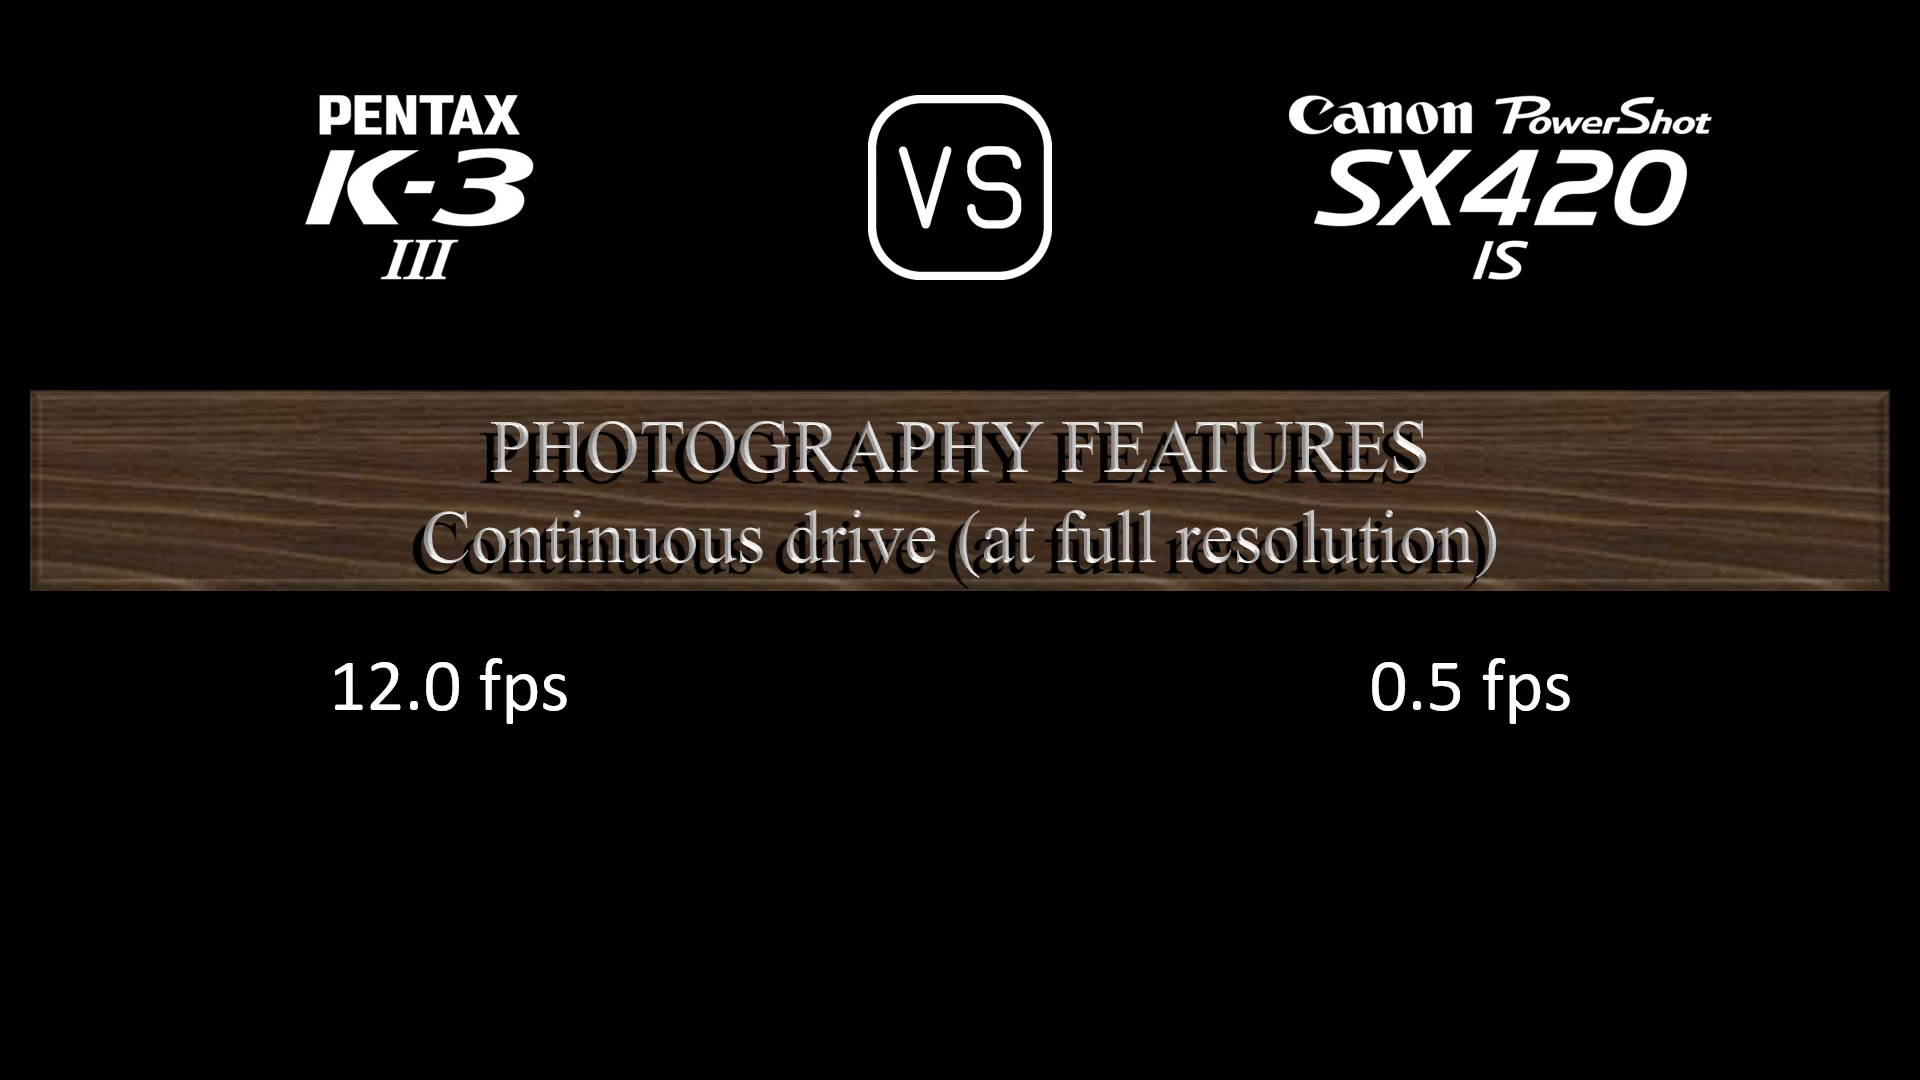 PENTAX
K-3
III
VS
Canon PowerShot
SX420
IS
PHOTOGRAPHY FEATURES
Continuous drive (at full resolution)
12.0 fps
0.5 fps